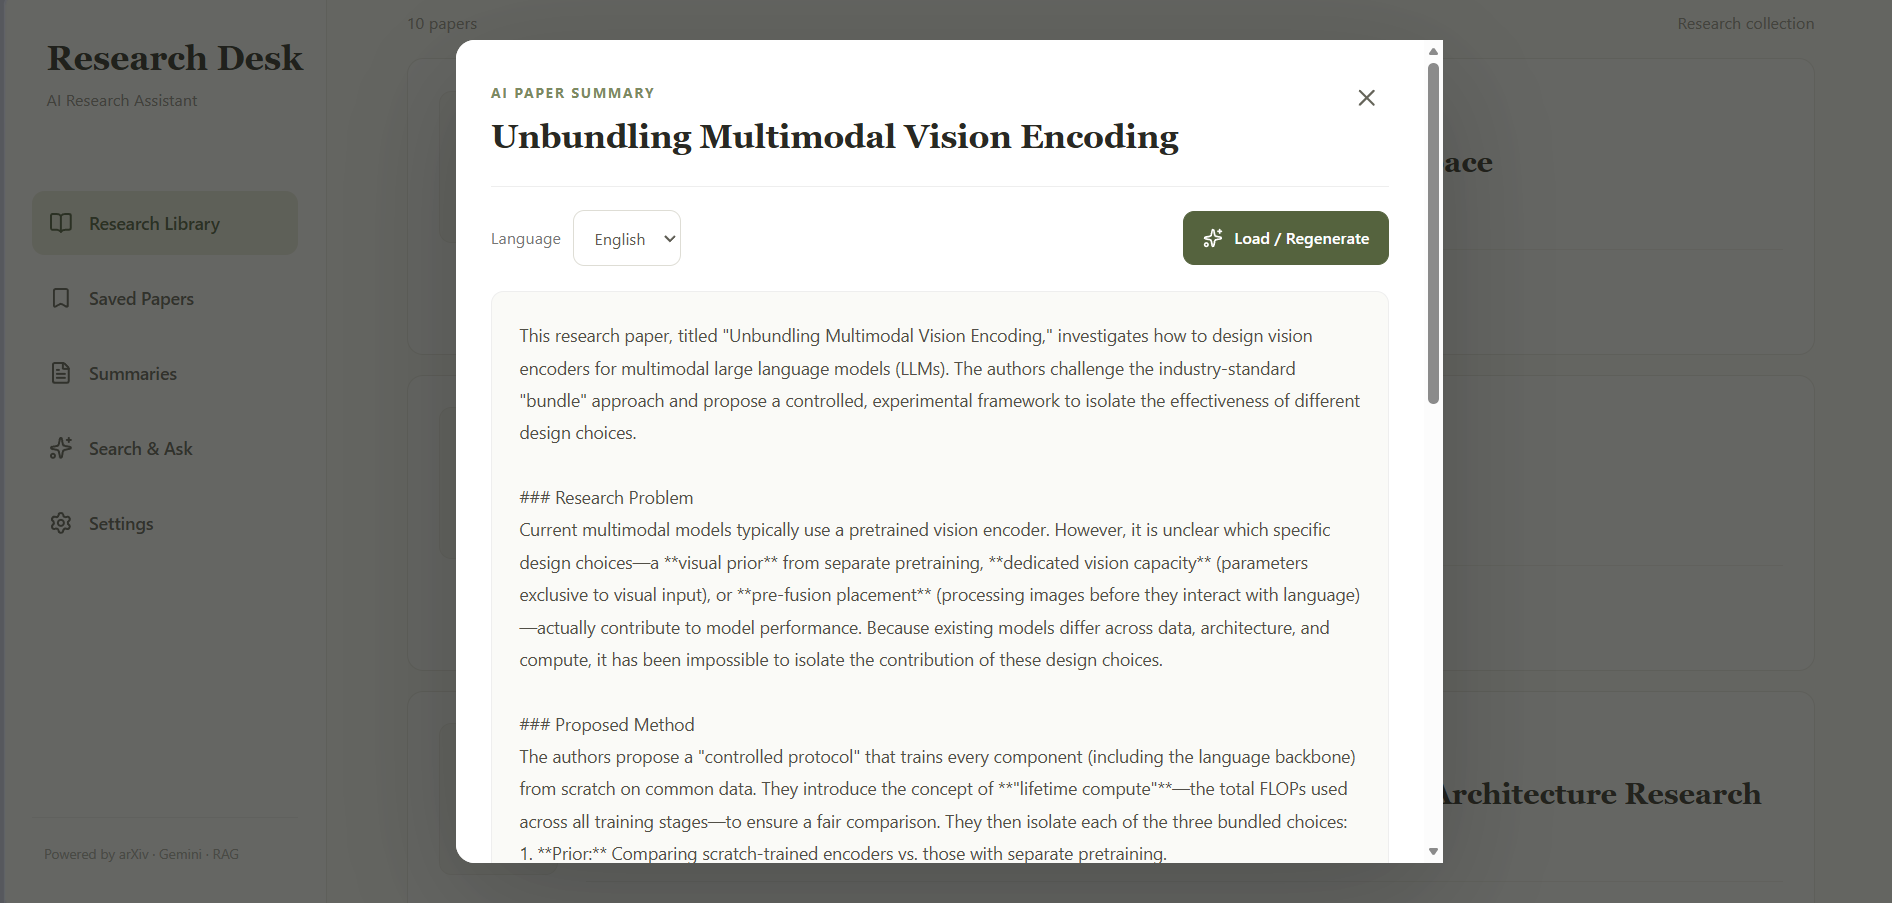 Research Desk
AI Research Assistant
Research Library
Saved Papers
Summaries
Search & Ask
Settings
Powered by arXiv · Gemini · RAG
10 papers
Research collection
AI PAPER SUMMARY
Unbundling Multimodal Vision Encoding
Language
English
Load / Regenerate
This research paper, titled "Unbundling Multimodal Vision Encoding," investigates how to design vision
encoders for multimodal large language models (LLMs). The authors challenge the industry-standard
"bundle" approach and propose a controlled, experimental framework to isolate the effectiveness of different
design choices.
### Research Problem
Current multimodal models typically use a pretrained vision encoder. However, it is unclear which specific
design choices—a **visual prior** from separate pretraining, **dedicated vision capacity** (parameters
exclusive to visual input), or **pre-fusion placement** (processing images before they interact with language)
—actually contribute to model performance. Because existing models differ across data, architecture, and
compute, it has been impossible to isolate the contribution of these design choices.
### Proposed Method
The authors propose a "controlled protocol" that trains every component (including the language backbone)
from scratch on common data. They introduce the concept of **"lifetime compute"**—the total FLOPs used
across all training stages—to ensure a fair comparison. They then isolate each of the three bundled choices:
1. **Prior:** Comparing scratch-trained encoders vs. those with separate pretraining.
ace
Architecture Research